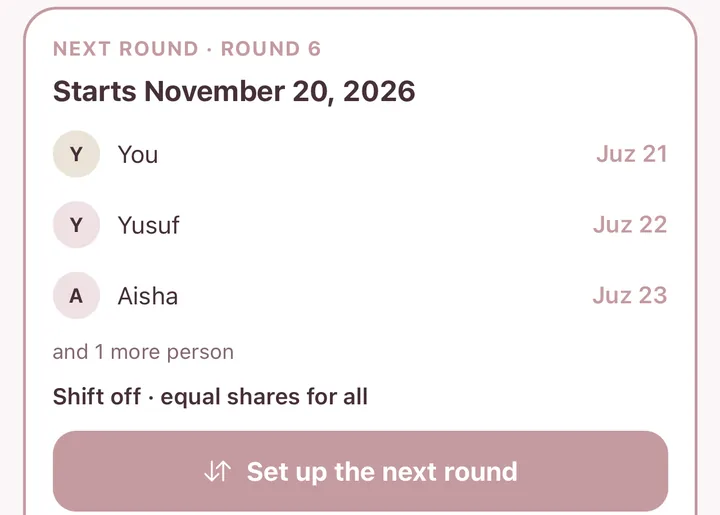 NEXT ROUND · ROUND 6
Starts November 20, 2026
Y You Juz 21
Y Yusuf Juz 22
A Aisha Juz 23
and 1 more person
Shift off · equal shares for all
Set up the next round